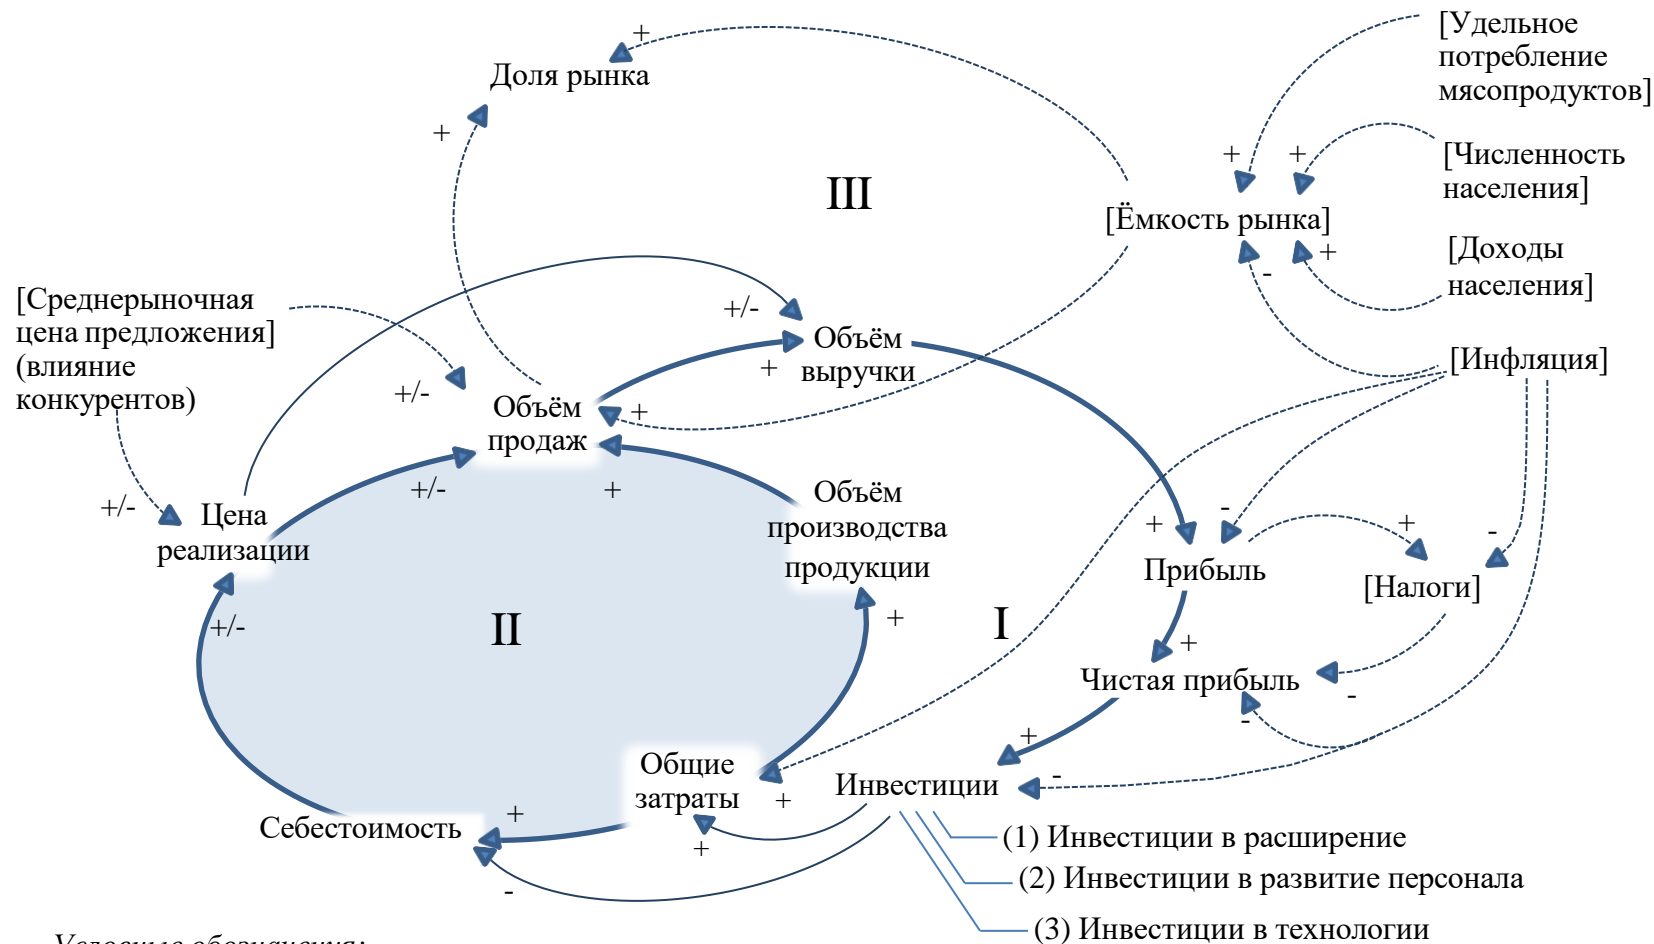 [Удельное
потребление
мясопродуктов]
+
Доля рынка
+
+
+
[Численность
населения]
III
[Ёмкость рынка]
[Доходы
населения]
+
-
[Среднерыночная
цена предложения]
(влияние
конкурентов)
+/-
Объём
выручки
+
[Инфляция]
+/-
Объём
продаж
+
+/-
+
Объём
производства
продукции
+/-
Цена
реализации
+
-
+
-
Прибыль
[Налоги]
+/-
II
I
+
+
Чистая прибыль
-
-
+
Общие
затраты
+
Инвестиции
-
Себестоимость
+
+
-
(1) Инвестиции в расширение
(2) Инвестиции в развитие персонала
(3) Инвестиции в технологии
Условные обозначения: